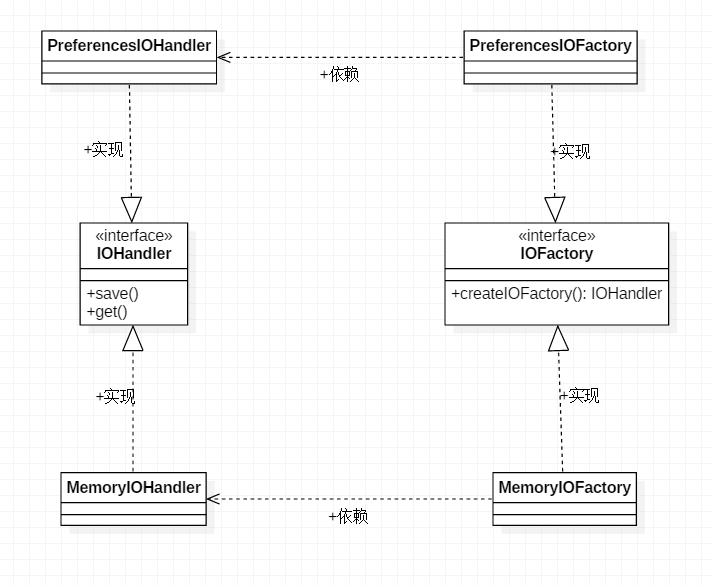 PreferencesIOHandler
PreferencesIOFactory
+依赖
+实现
+实现
«interface»
IOHandler
+save()
+get()
«interface»
IOFactory
+createIOFactory(): IOHandler
+实现
+实现
MemoryIOHandler
MemoryIOFactory
+依赖